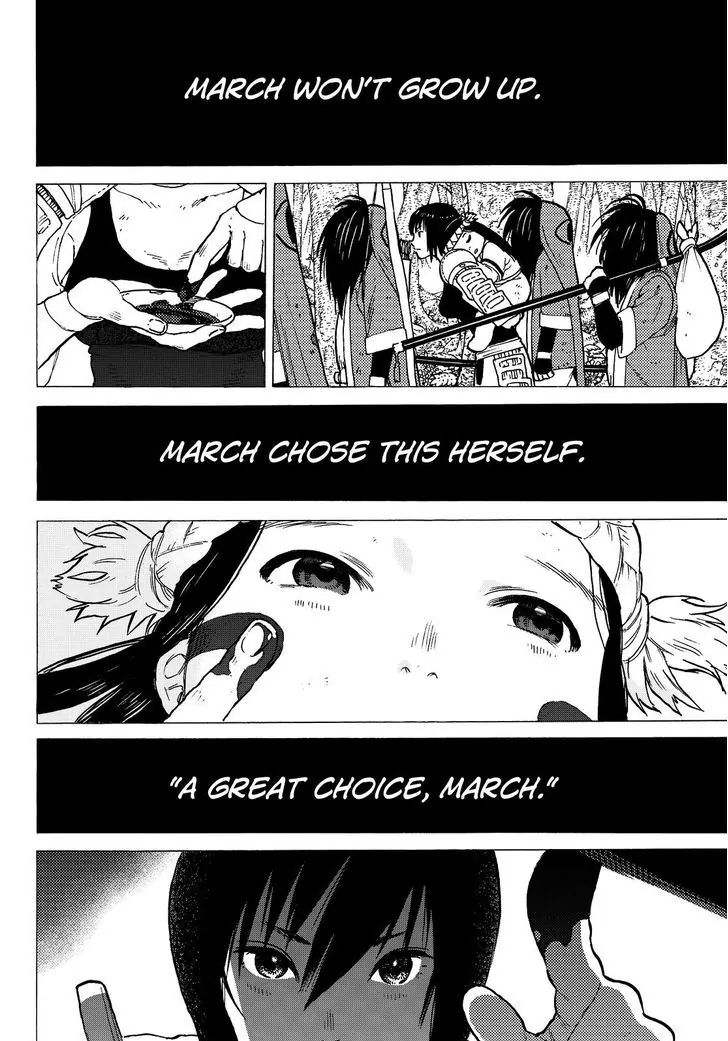 MARCH WON'T GROW UP.
MARCH CHOSE THIS HERSELF.
"A GREAT CHOICE, MARCH."